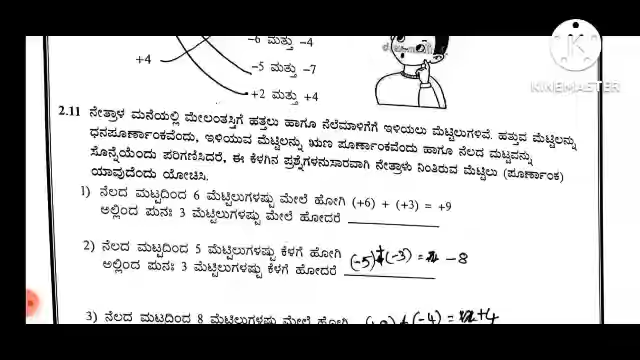 -6 ಮತ್ತು -4
+4
-5 ಮತ್ತು -7
+2 ಮತ್ತು +4
KINEMASTER
2.11 ನೇತ್ರಾಳ ಮನೆಯಲ್ಲಿ ಮೇಲಂತಸ್ತಿಗೆ ಹತ್ತಲು ಹಾಗೂ ನೆಲಮಾಳಿಗೆಗೆ ಇಳಿಯಲು ಮೆಟ್ಟಿಲುಗಳಿವೆ. ಹತ್ತುವ ಮೆಟ್ಟಿಲನ್ನು
ಧನಪೂರ್ಣಾಂಕವೆಂದು, ಇಳಿಯುವ ಮೆಟ್ಟಿಲನ್ನು ಋಣ ಪೂರ್ಣಾಂಕವೆಂದು ಹಾಗೂ ನೆಲದ ಮಟ್ಟವನ್ನು
ಸೊನ್ನೆಯೆಂದು ಪರಿಗಣಿಸಿದರೆ, ಈ ಕೆಳಗಿನ ಪ್ರಶ್ನೆಗಳನುಸಾರವಾಗಿ ನೇತ್ರಾಳು ನಿಂತಿರುವ ಮೆಟ್ಟಿಲು (ಪೂರ್ಣಾಂಕ)
ಯಾವುದೆಂದು ಯೋಚಿಸಿ.
1) ನೆಲದ ಮಟ್ಟದಿಂದ 6 ಮೆಟ್ಟಿಲುಗಳಷ್ಟು ಮೇಲೆ ಹೋಗಿ (+6) + (+3) = +9
ಅಲ್ಲಿಂದ ಪುನಃ 3 ಮೆಟ್ಟಿಲುಗಳಷ್ಟು ಮೇಲೆ ಹೋದರೆ
2) ನೆಲದ ಮಟ್ಟದಿಂದ 5 ಮೆಟ್ಟಿಲುಗಳಷ್ಟು ಕೆಳಗೆ ಹೋಗಿ (-5)+(-3) = -8
ಅಲ್ಲಿಂದ ಪುನಃ 3 ಮೆಟ್ಟಿಲುಗಳಷ್ಟು ಕೆಳಗೆ ಹೋದರೆ
3) ನೆಲದ ಮಟ್ಟದಿಂದ 8 ಮೆಟ್ಟಿಲುಗಳಷ್ಟು ಮೇಲೆ ಹೋಗಿ + (-4) = +4